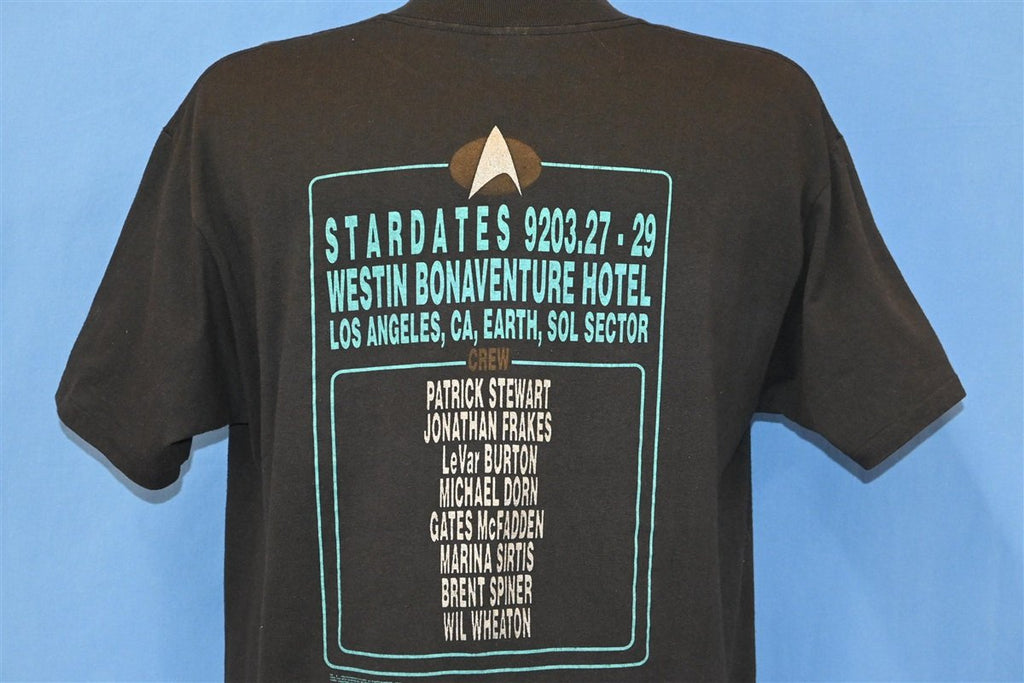 STARDATES 9203.27 - 29
WESTIN BONAVENTURE HOTEL
LOS ANGELES, CA, EARTH, SOL SECTOR
CREW
PATRICK STEWART
JONATHAN FRAKES
LeVar BURTON
MICHAEL DORN
GATES McFADDEN
MARINA SIRTIS
BRENT SPINER
WIL WHEATON